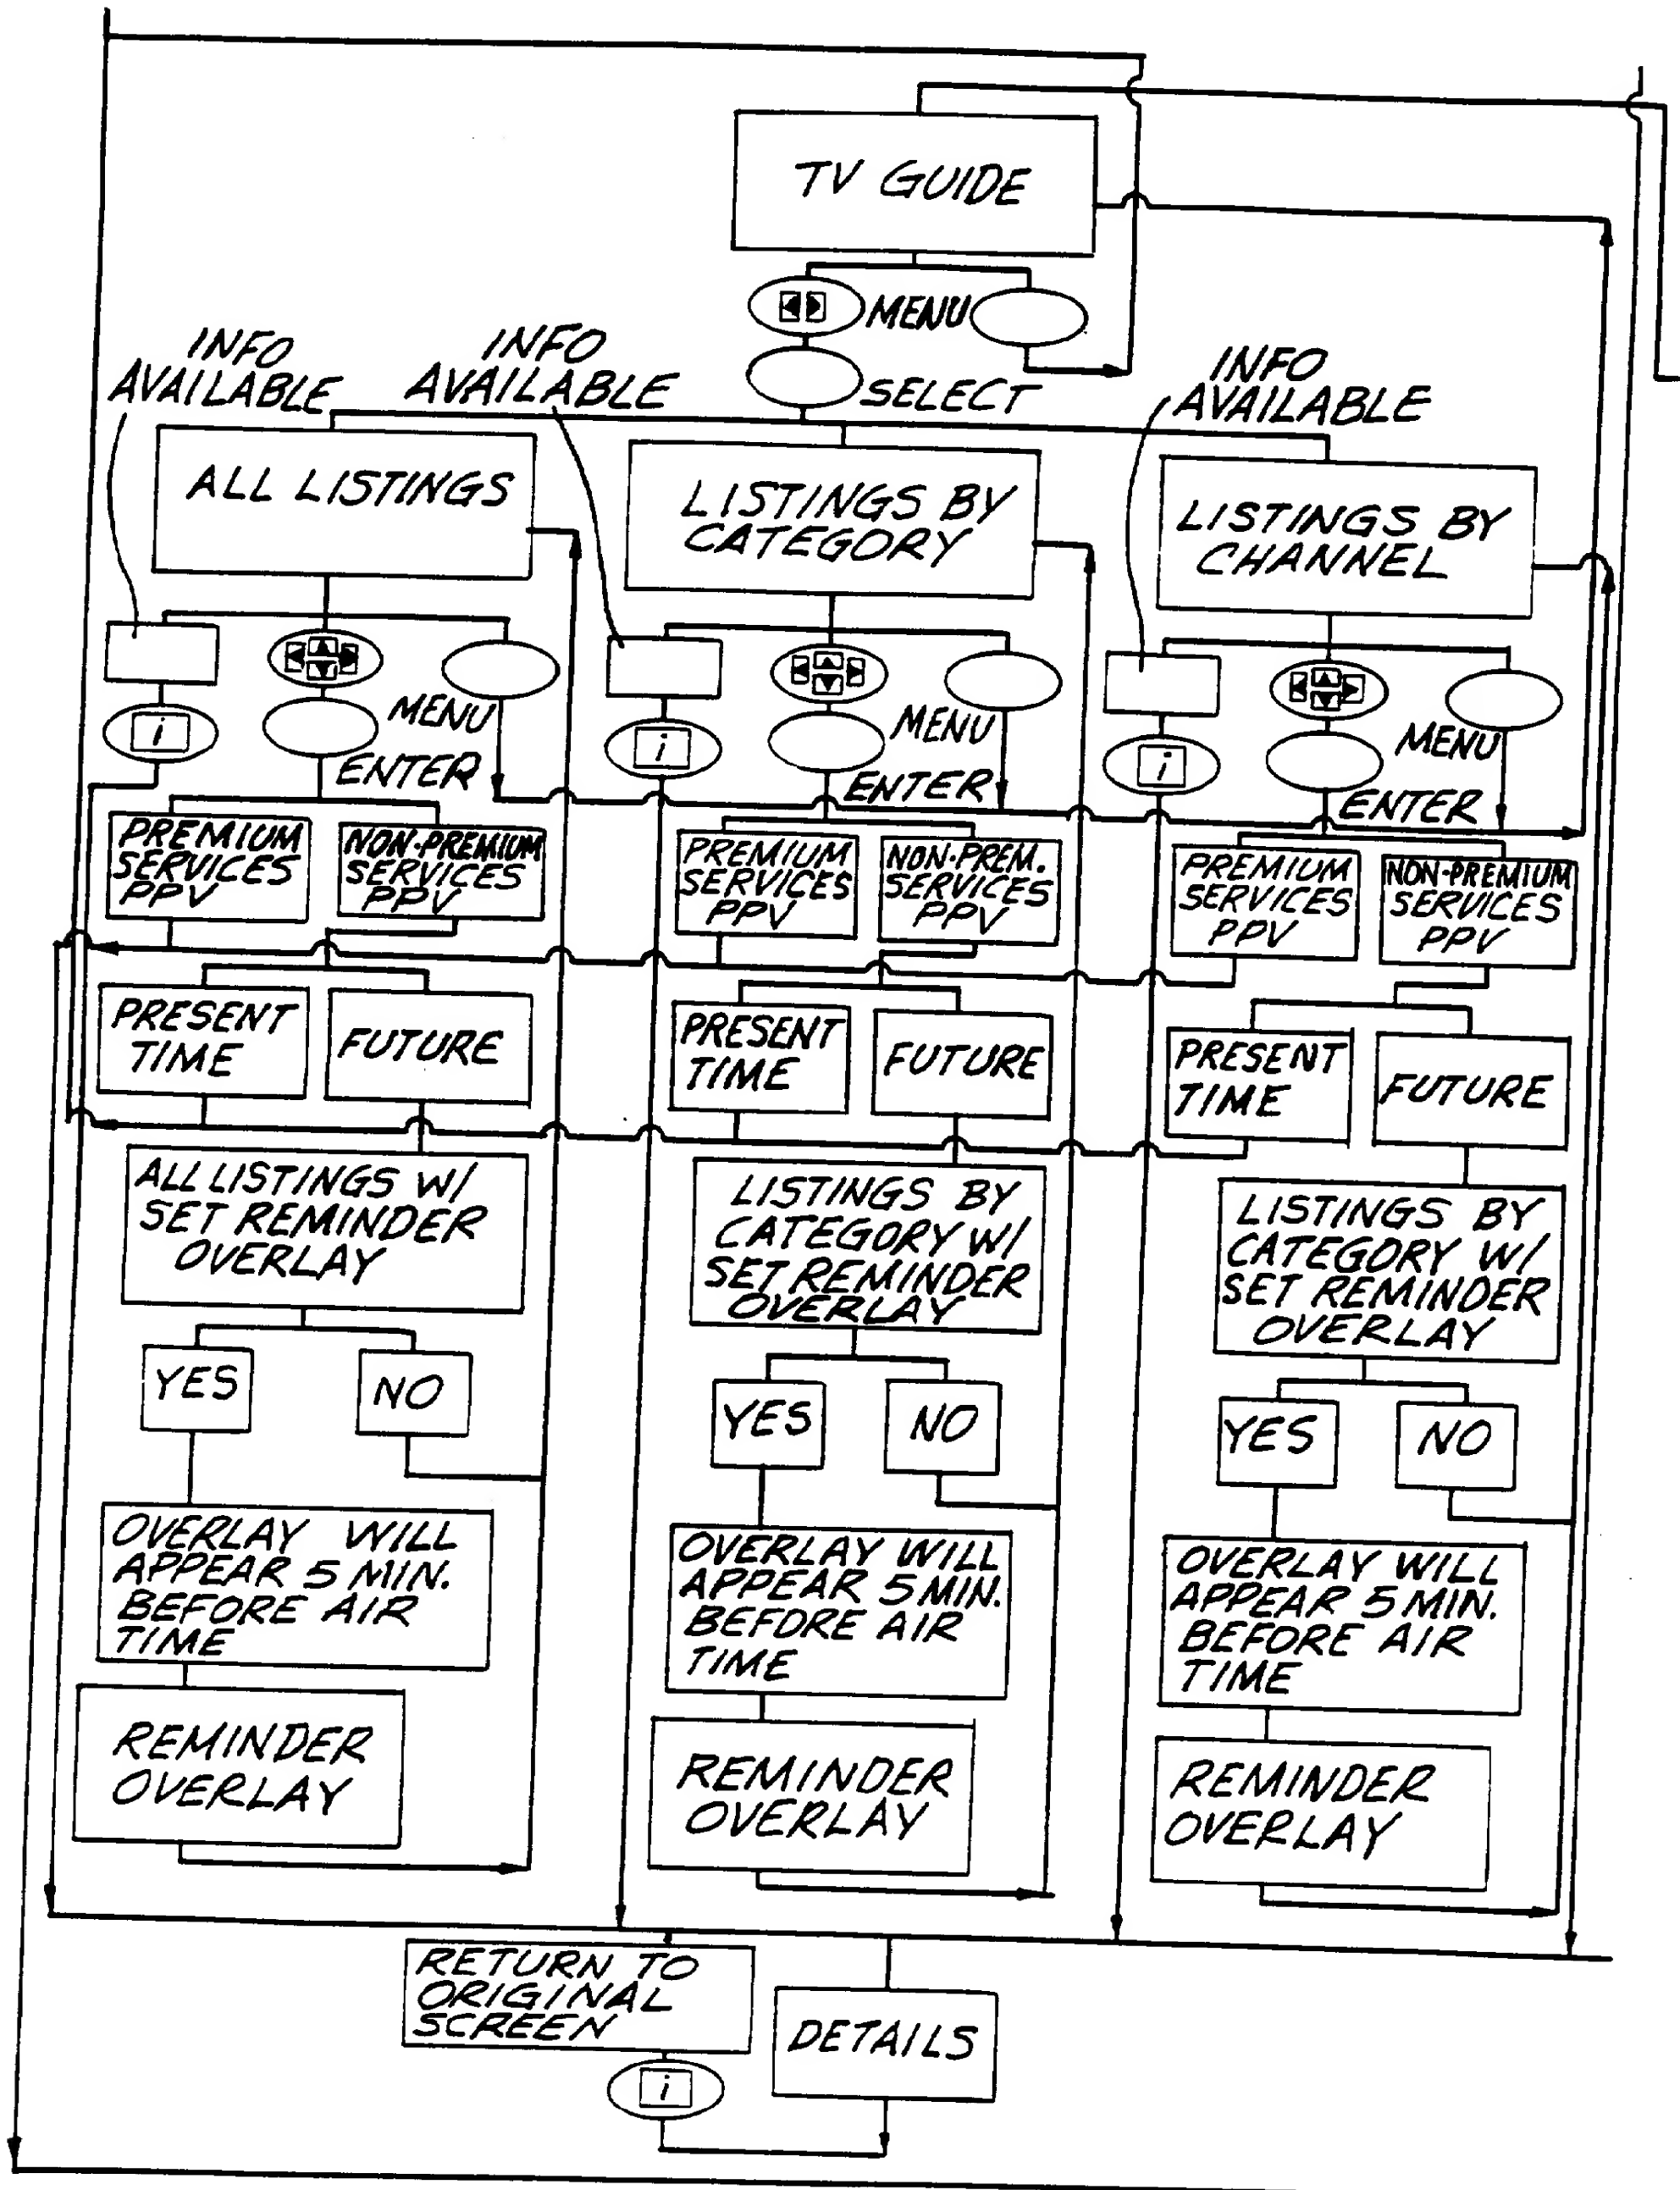 TV GUIDE
MENU
SELECT
INFO
AVAILABLE
INFO
AVAILABLE
INFO
AVAILABLE
ALL LISTINGS
LISTINGS BY
CATEGORY
LISTINGS BY
CHANNEL
i
MENU
ENTER
i
MENU
ENTER
i
MENU
ENTER
PREMIUM
SERVICES
PPV
NON-PREMIUM
SERVICES
PPV
PREMIUM
SERVICES
PPV
NON-PREM.
SERVICES
PPV
PREMIUM
SERVICES
PPV
NON-PREMIUM
SERVICES
PPV
PRESENT
TIME
FUTURE
PRESENT
TIME
FUTURE
PRESENT
TIME
FUTURE
ALL LISTINGS W/
SET REMINDER
OVERLAY
LISTINGS BY
CATEGORY W/
SET REMINDER
OVERLAY
LISTINGS BY
CATEGORY W/
SET REMINDER
OVERLAY
YES
NO
YES
NO
YES
NO
OVERLAY WILL
APPEAR 5 MIN.
BEFORE AIR
TIME
OVERLAY WILL
APPEAR 5 MIN.
BEFORE AIR
TIME
OVERLAY WILL
APPEAR 5 MIN.
BEFORE AIR
TIME
REMINDER
OVERLAY
REMINDER
OVERLAY
REMINDER
OVERLAY
RETURN TO
ORIGINAL
SCREEN
DETAILS
i